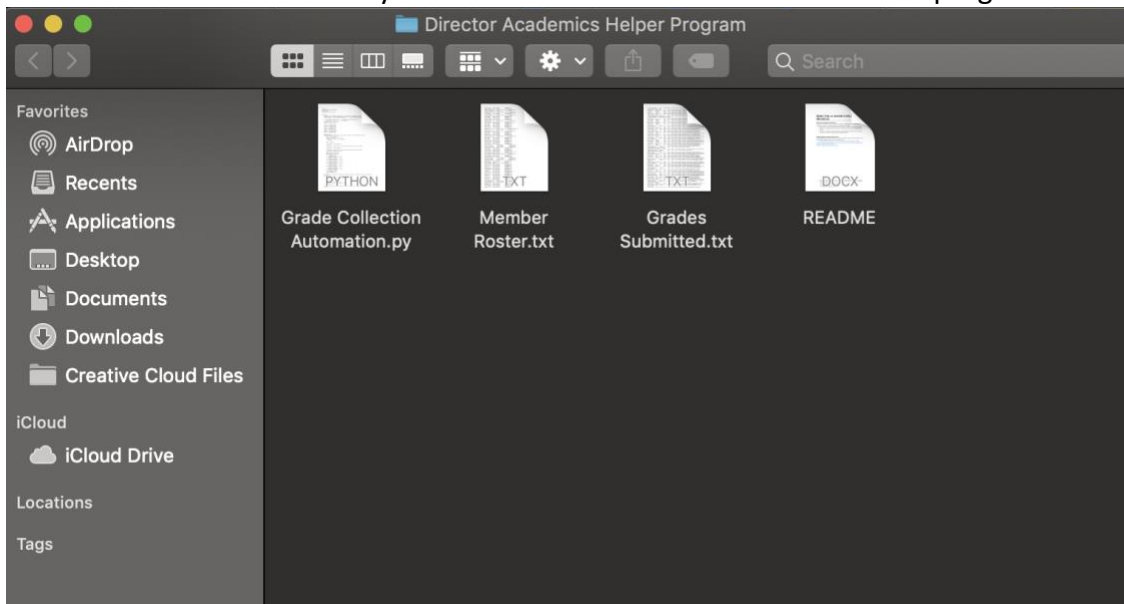 Director Academics Helper Program
Search
Favorites
AirDrop
Recents
Applications
Desktop
Documents
Downloads
Creative Cloud Files
iCloud
iCloud Drive
Locations
Tags
PYTHON
Grade Collection
Automation.py
TXT
Member
Roster.txt
TXT
Grades
Submitted.txt
DOCX
README